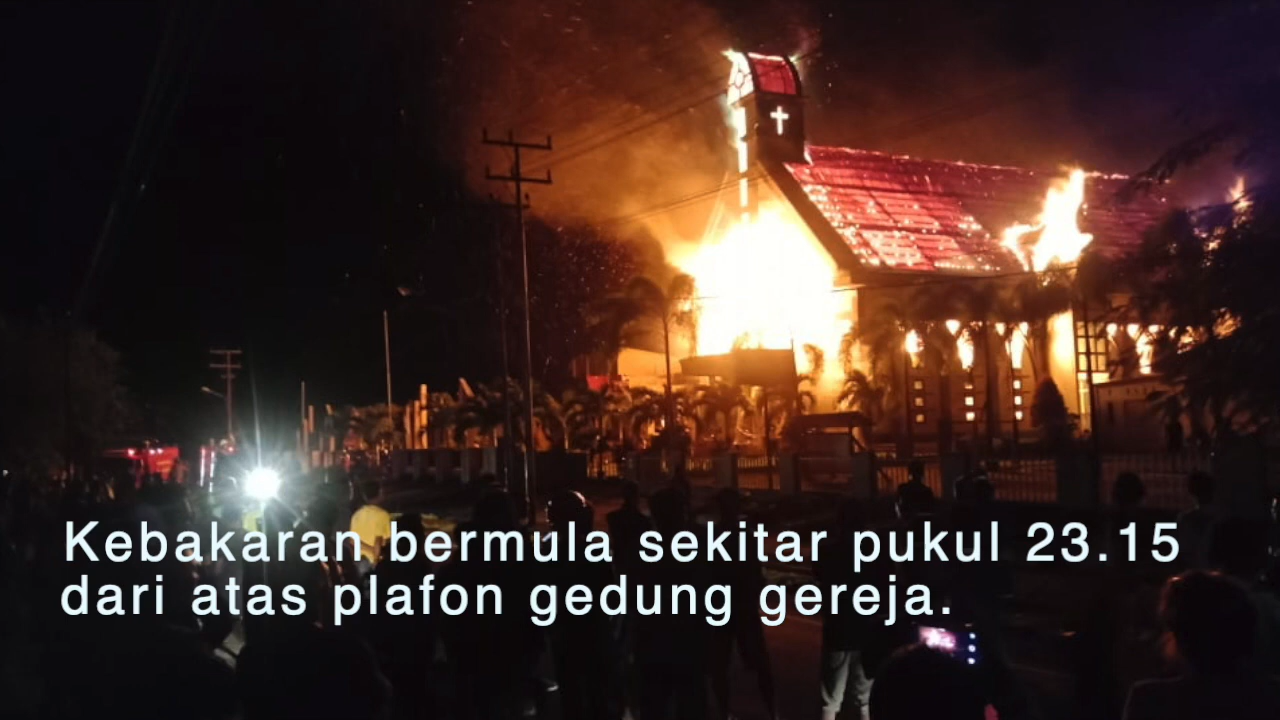 Kebakaran bermula sekitar pukul 23.15
dari atas plafon gedung gereja.